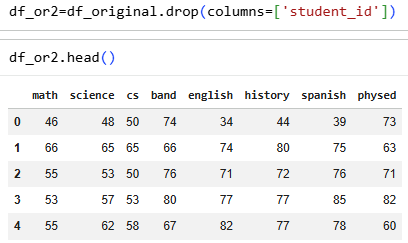 df_or2=df_original.drop(columns=['student_id'])
df_or2.head()
math science cs band english history spanish physed
0 46 48 50 74 34 44 39 73
1 66 65 65 66 74 80 75 63
2 55 53 50 76 71 72 76 71
3 53 57 53 80 77 77 85 82
4 55 62 58 67 82 77 78 60